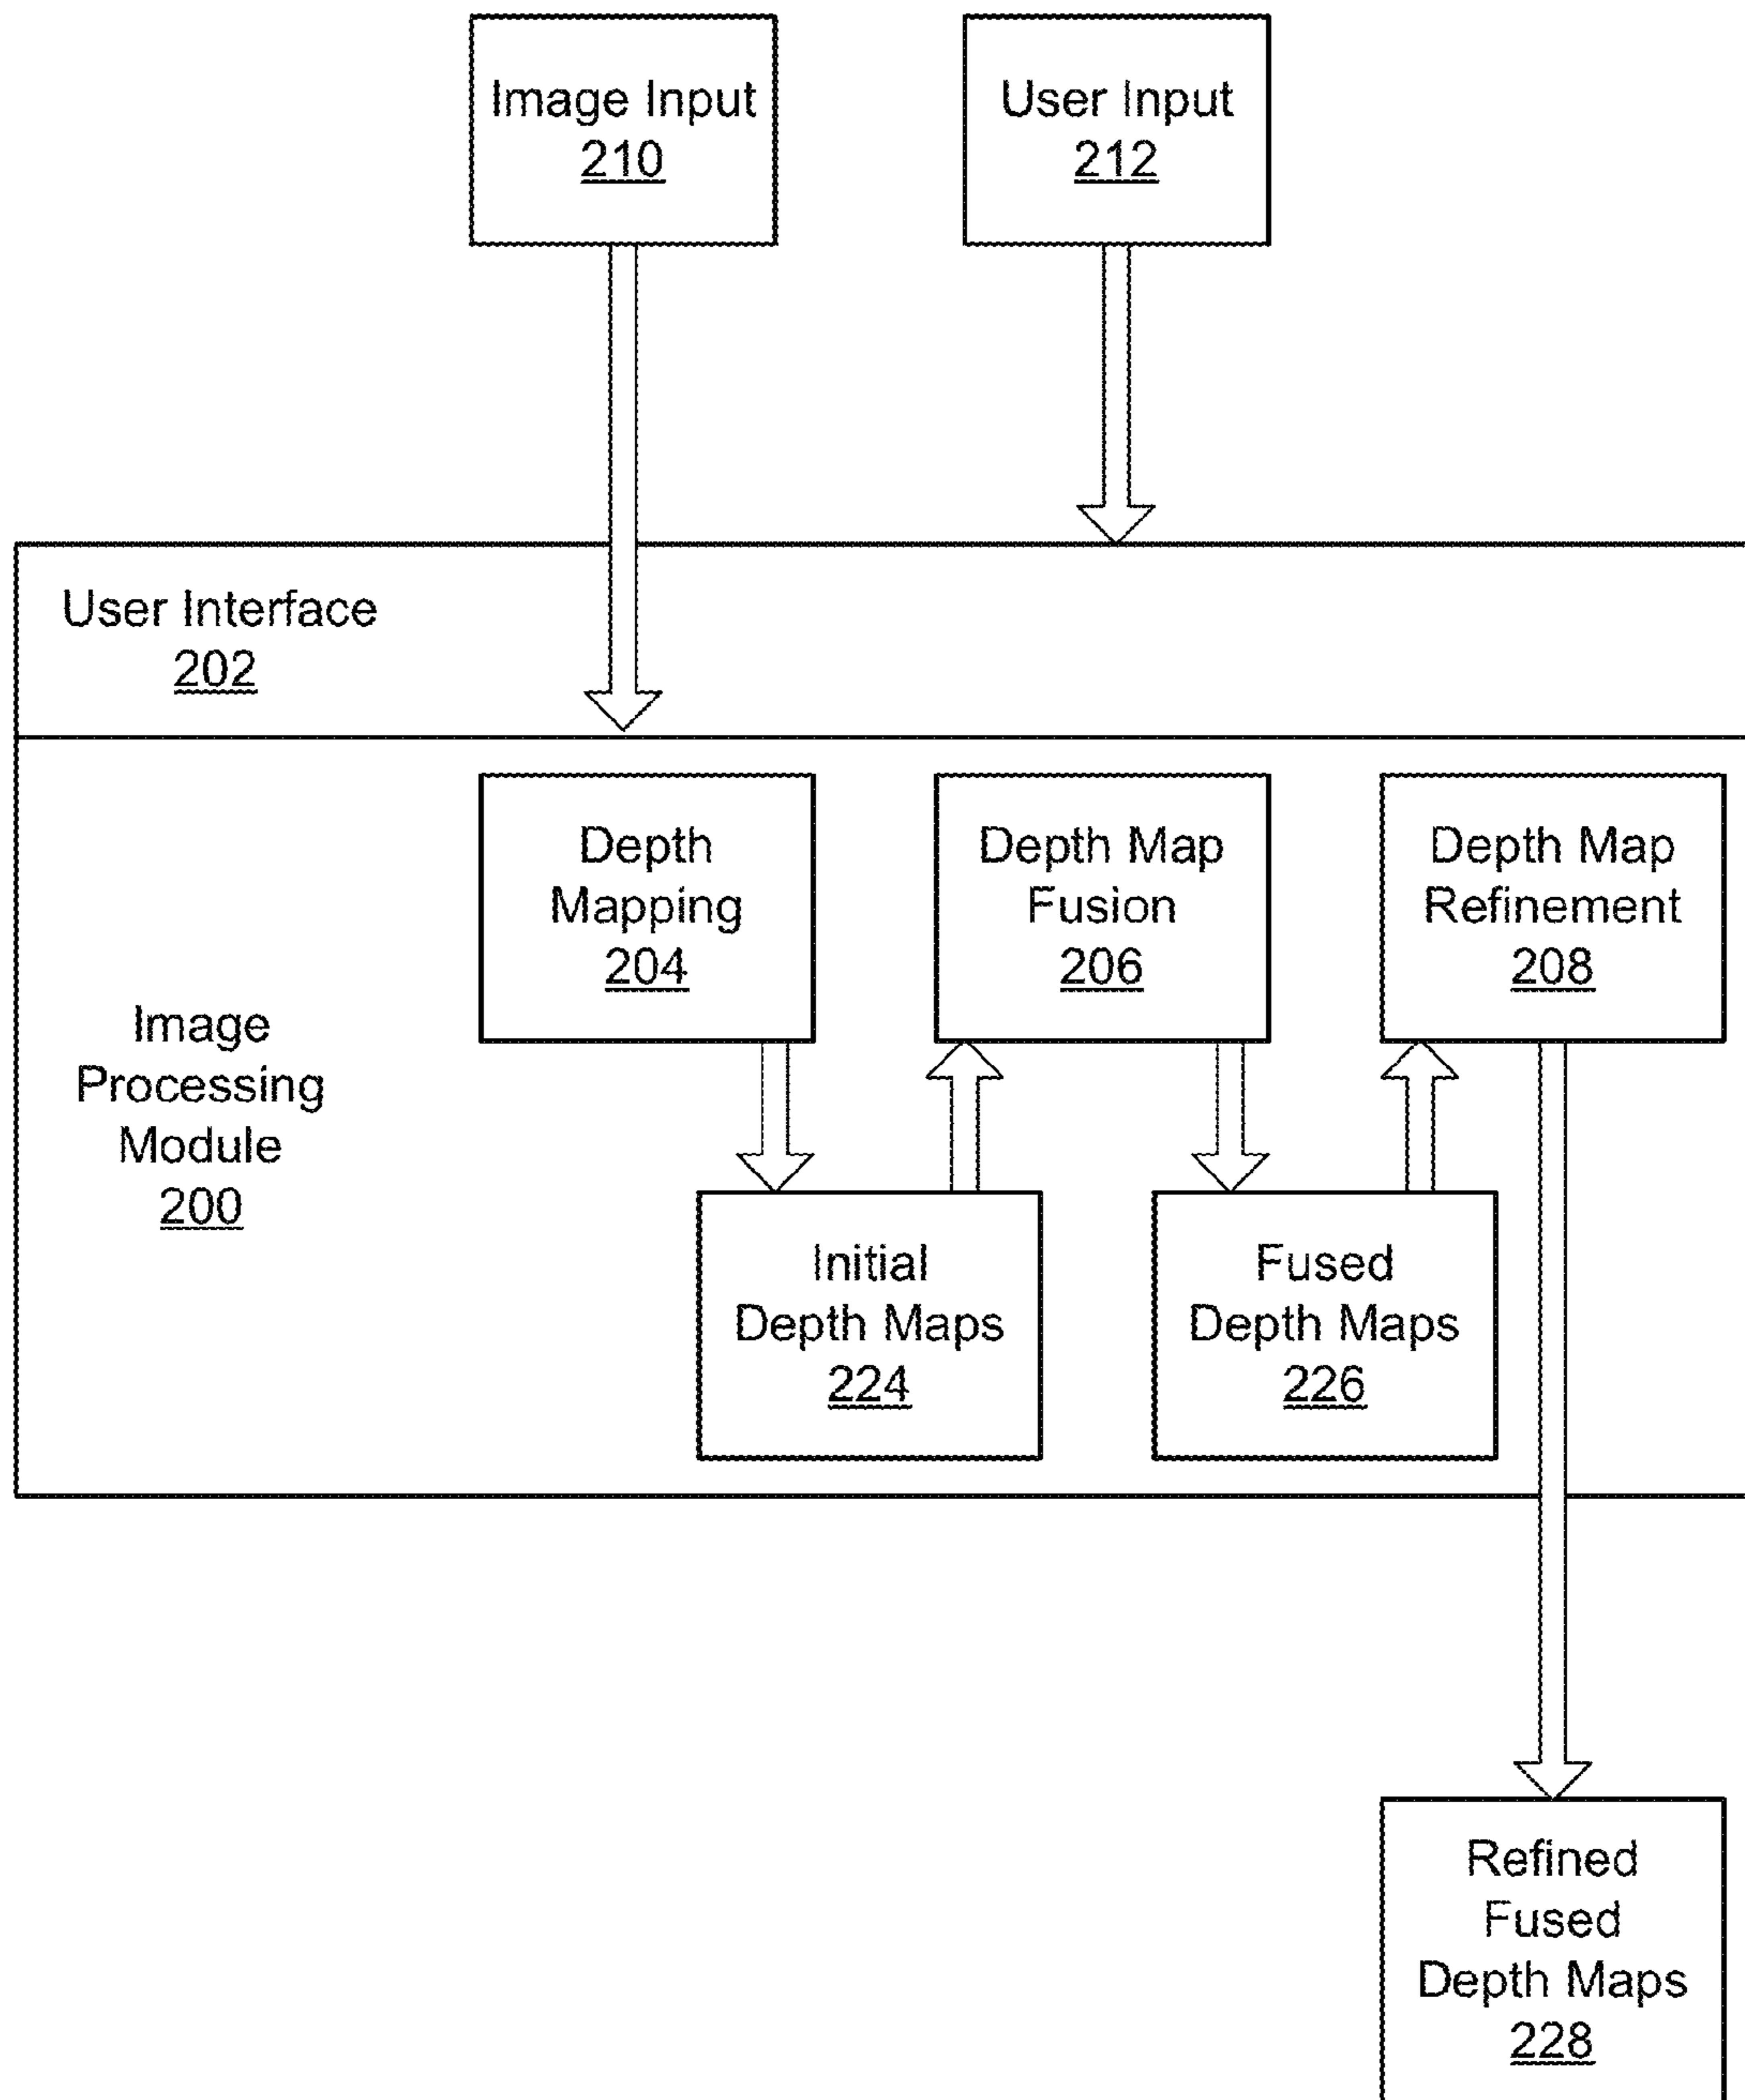 Image Input
210
User Input
212
User Interface
202
Depth
Mapping
204
Depth Map
Fusion
206
Depth Map
Refinement
208
Image
Processing
Module
200
Initial
Depth Maps
224
Fused
Depth Maps
226
Refined
Fused
Depth Maps
228